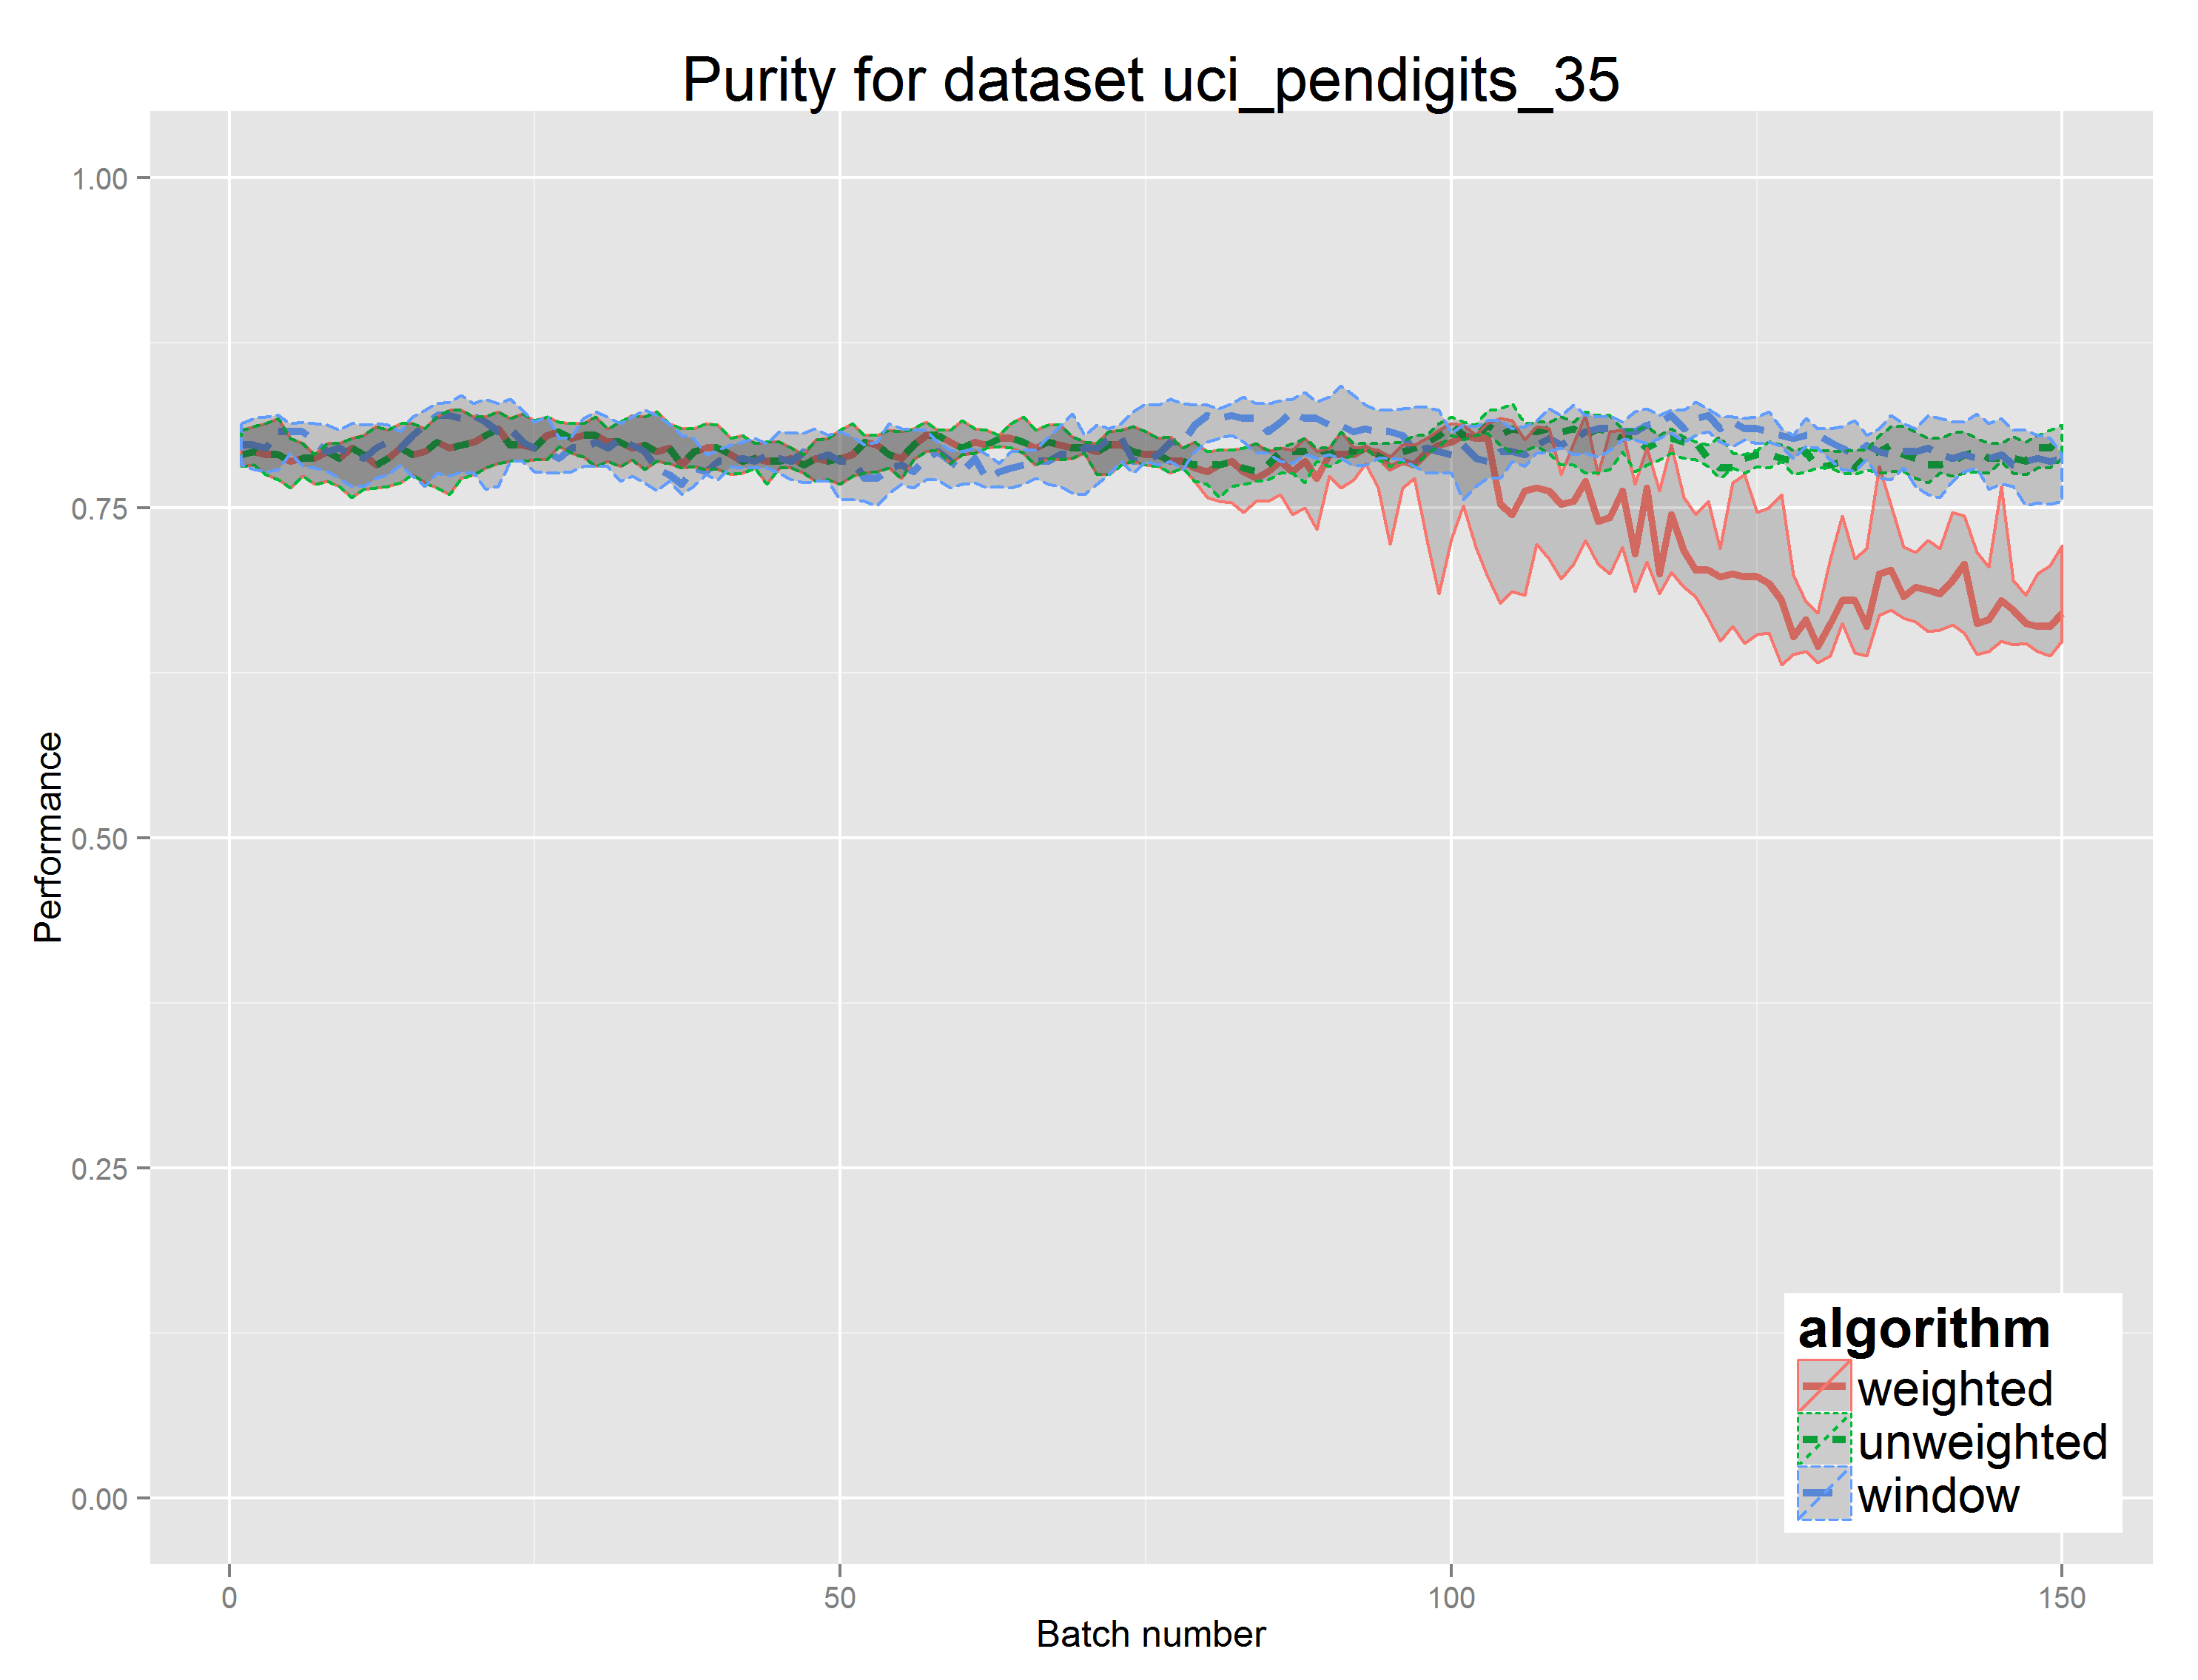 Purity for dataset uci_pendigits_35
1.00
0.75
0.50
0.25
0.00
Performance
0
50
100
150
Batch number
algorithm
weighted
unweighted
window